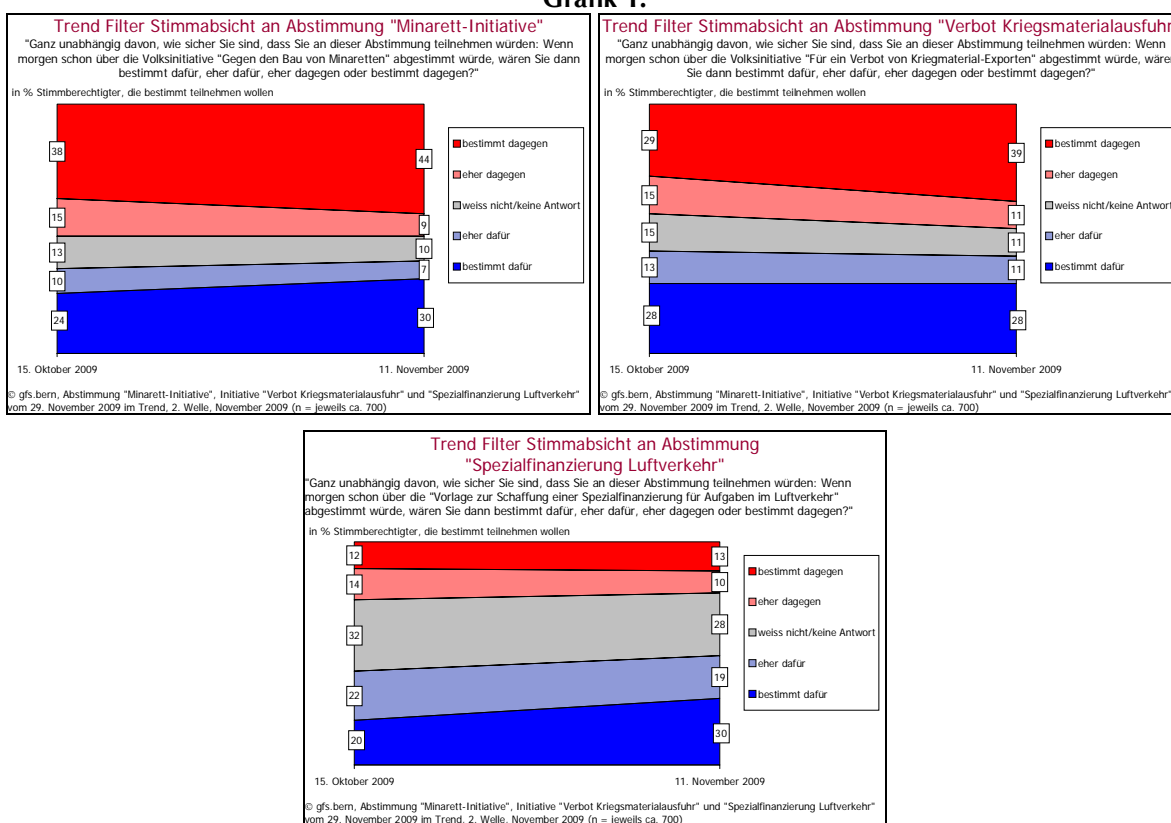 Grafik 1:
Trend Filter Stimmabsicht an Abstimmung "Minarett-Initiative"
"Ganz unabhängig davon, wie sicher Sie sind, dass Sie an dieser Abstimmung teilnehmen würden: Wenn
morgen schon über die Volksinitiative "Gegen den Bau von Minaretten" abgestimmt würde, wären Sie dann
bestimmt dafür, eher dafür, eher dagegen oder bestimmt dagegen?"
in % Stimmberechtigter, die bestimmt teilnehmen wollen
38
15
13
10
24
44
9
10
7
30
bestimmt dagegen
eher dagegen
weiss nicht/keine Antwort
eher dafür
bestimmt dafür
15. Oktober 2009
11. November 2009
© gfs.bern, Abstimmung "Minarett-Initiative", Initiative "Verbot Kriegsmaterialausfuhr" und "Spezialfinanzierung Luftverkehr"
vom 29. November 2009 im Trend, 2. Welle, November 2009 (n = jeweils ca. 700)
Trend Filter Stimmabsicht an Abstimmung "Verbot Kriegsmaterialausfuhr
"Ganz unabhängig davon, wie sicher Sie sind, dass Sie an dieser Abstimmung teilnehmen würden: Wenn
morgen schon über die Volksinitiative "Für ein Verbot von Kriegmaterial-Exporten" abgestimmt würde, wären
Sie dann bestimmt dafür, eher dafür, eher dagegen oder bestimmt dagegen?"
in % Stimmberechtigter, die bestimmt teilnehmen wollen
29
15
15
13
28
39
11
11
11
28
bestimmt dagegen
eher dagegen
weiss nicht/keine Antwort
eher dafür
bestimmt dafür
15. Oktober 2009
11. November 2009
© gfs.bern, Abstimmung "Minarett-Initiative", Initiative "Verbot Kriegsmaterialausfuhr" und "Spezialfinanzierung Luftverkehr"
vom 29. November 2009 im Trend, 2. Welle, November 2009 (n = jeweils ca. 700)
Trend Filter Stimmabsicht an Abstimmung
"Spezialfinanzierung Luftverkehr"
"Ganz unabhängig davon, wie sicher Sie sind, dass Sie an dieser Abstimmung teilnehmen würden: Wenn
morgen schon über die "Vorlage zur Schaffung einer Spezialfinanzierung für Aufgaben im Luftverkehr"
abgestimmt würde, wären Sie dann bestimmt dafür, eher dafür, eher dagegen oder bestimmt dagegen?"
in % Stimmberechtigter, die bestimmt teilnehmen wollen
12
14
32
22
20
13
10
28
19
30
bestimmt dagegen
eher dagegen
weiss nicht/keine Antwort
eher dafür
bestimmt dafür
15. Oktober 2009
11. November 2009
© gfs.bern, Abstimmung "Minarett-Initiative", Initiative "Verbot Kriegsmaterialausfuhr" und "Spezialfinanzierung Luftverkehr"
vom 29. November 2009 im Trend, 2. Welle, November 2009 (n = jeweils ca. 700)